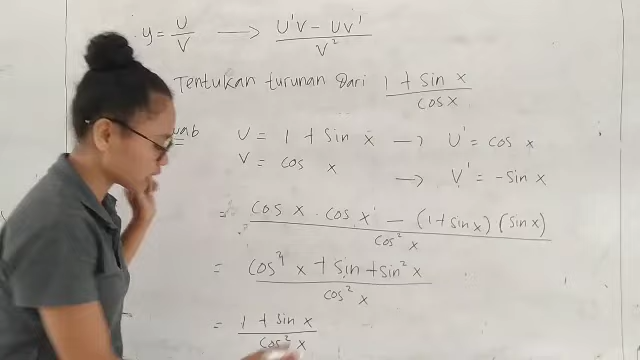 y = U/V → U'V - UV' / V²
Tentukan turunan dari 1 + sin x / cos x
U = 1 + sin x → U' = cos x
V = cos x → V' = -sin x
= cos x . cos x - (1 + sin x) (sin x) / cos² x
= cos² x + sin + sin² x / cos² x
= 1 + sin x / cos² x